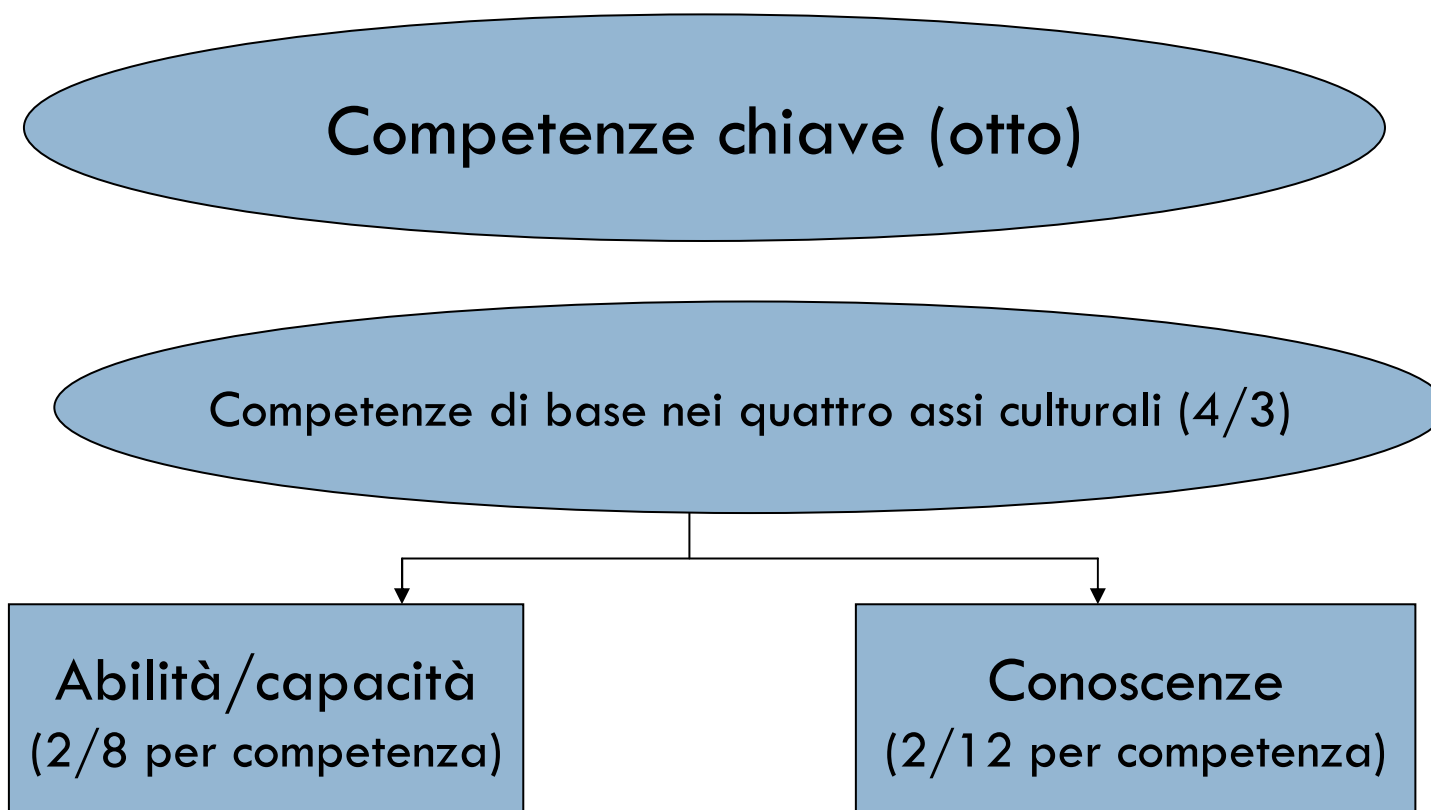 Competenze chiave (otto)
Competenze di base nei quattro assi culturali (4/3)
Abilità/capacità
(2/8 per competenza)
Conoscenze
(2/12 per competenza)